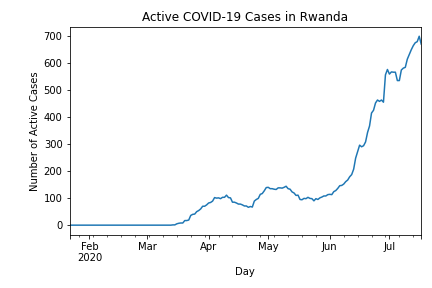 Active COVID-19 Cases in Rwanda
Number of Active Cases
700
600
500
400
300
200
100
0
Feb Mar Apr May Jun Jul
2020
Day